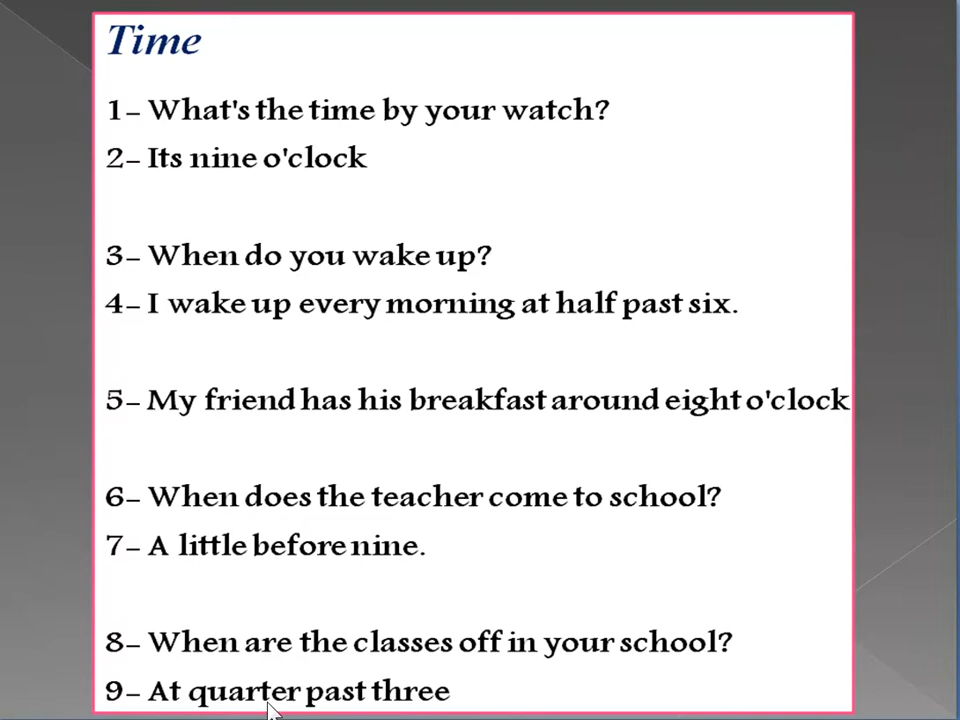 Time
1- What's the time by your watch?
2- Its nine o'clock
3- When do you wake up?
4- I wake up every morning at half past six.
5- My friend has his breakfast around eight o'clock
6- When does the teacher come to school?
7- A little before nine.
8- When are the classes off in your school?
9- At quarter past three